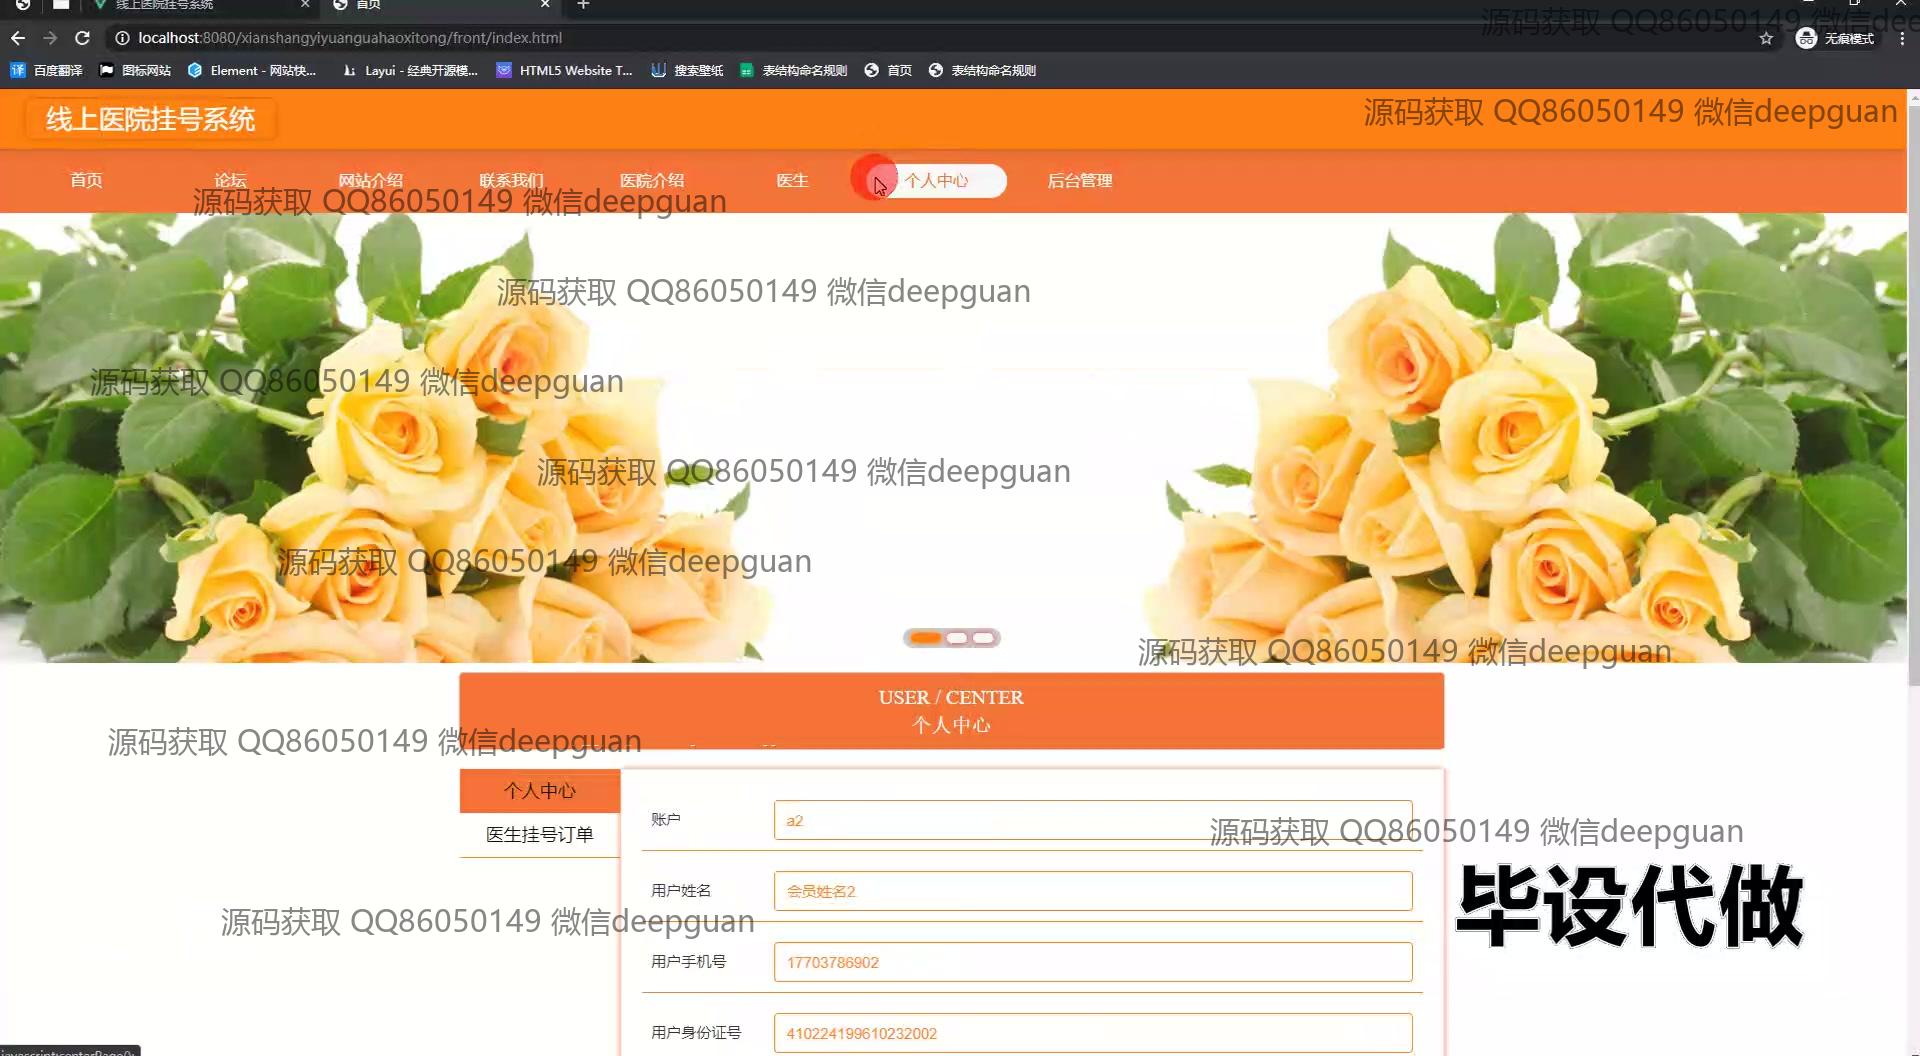 线上医院挂号系统
首页
localhost:8080/xianshangyiyuanguahaoxitong/front/index.html
无痕模式
百度翻译
图标网站
Element - 网站快...
Layui - 经典开源模...
HTML5 Website T...
搜索壁纸
表结构命名规则
首页
表结构命名规则
源码获取 QQ86050149 微信dee
线上医院挂号系统
源码获取 QQ86050149 微信deepguan
首页
论坛
网站介绍
联系我们
医院介绍
医生
个人中心
后台管理
源码获取 QQ86050149 微信deepguan
源码获取 QQ86050149 微信deepguan
源码获取 QQ86050149 微信deepguan
源码获取 QQ86050149 微信deepguan
源码获取 QQ86050149 微信deepguan
源码获取 QQ86050149 微信deepguan
USER / CENTER
个人中心
源码获取 QQ86050149 微信deepguan
个人中心
医生挂号订单
账户
a2
源码获取 QQ86050149 微信deepguan
用户姓名
会员姓名2
毕设代做
源码获取 QQ86050149 微信deepguan
用户手机号
17703786902
用户身份证号
410224199610232002
javascript:centerPage();